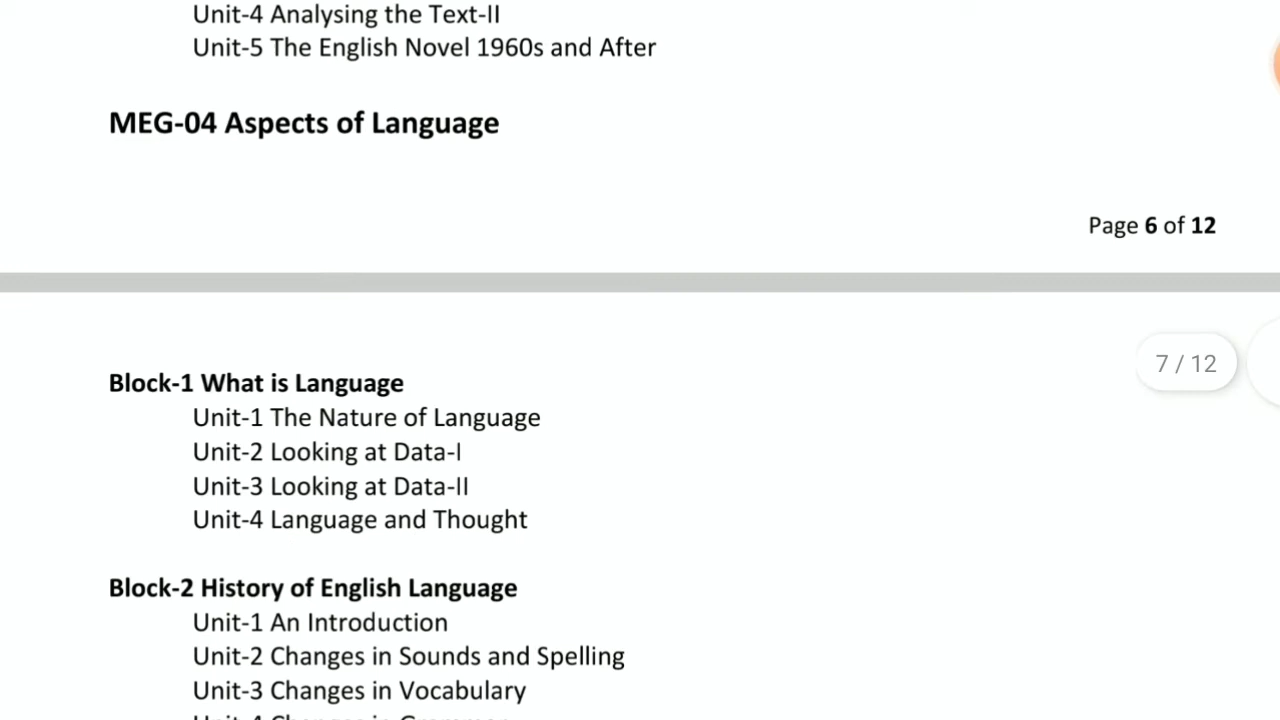 Unit-4 Analysing the Text-II
Unit-5 The English Novel 1960s and After
MEG-04 Aspects of Language
Page 6 of 12
7 / 12
Block-1 What is Language
Unit-1 The Nature of Language
Unit-2 Looking at Data-I
Unit-3 Looking at Data-II
Unit-4 Language and Thought
Block-2 History of English Language
Unit-1 An Introduction
Unit-2 Changes in Sounds and Spelling
Unit-3 Changes in Vocabulary